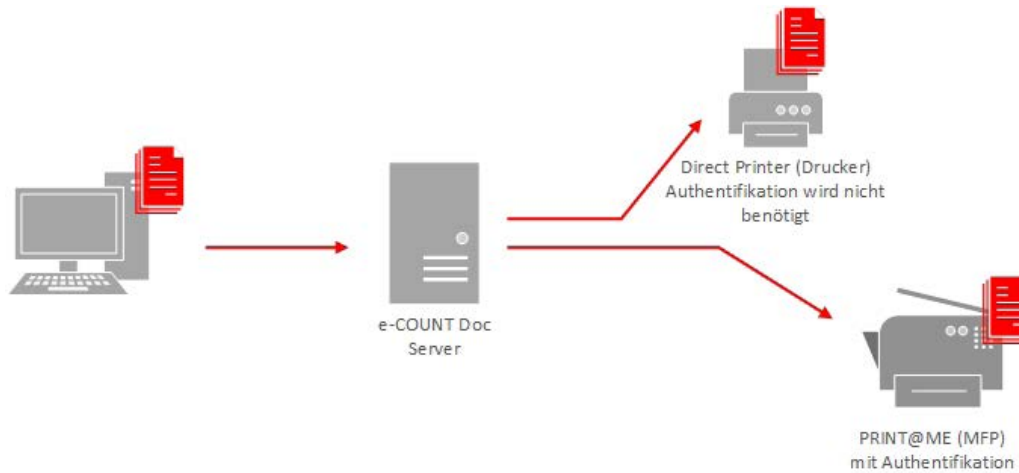 Direct Printer (Drucker)
Authentifikation wird nicht
benötigt
e-COUNT Doc
Server
PRINT@ME (MFP)
mit Authentifikation